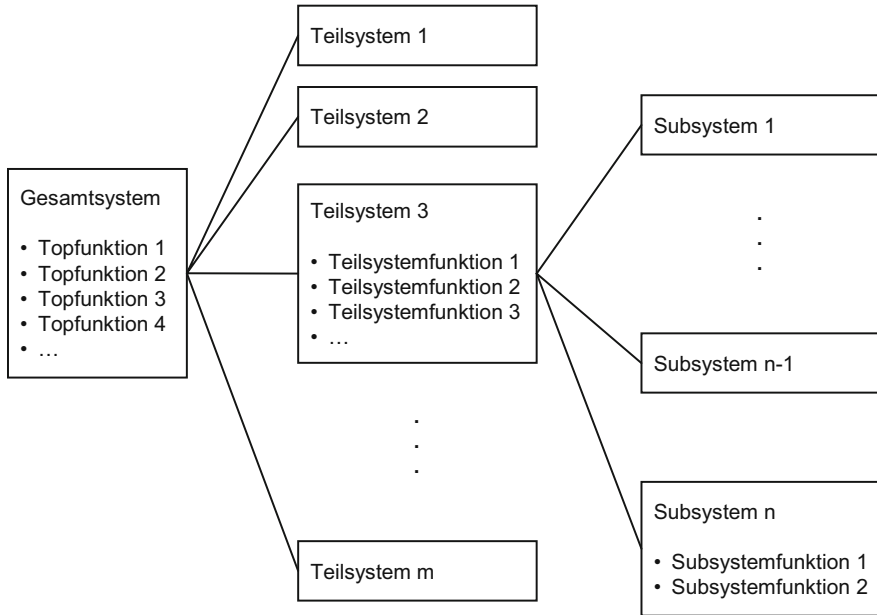 Gesamtsystem
• Topfunktion 1
• Topfunktion 2
• Topfunktion 3
• Topfunktion 4
• …
Teilsystem 1
Teilsystem 2
Teilsystem 3
• Teilsystemfunktion 1
• Teilsystemfunktion 2
• Teilsystemfunktion 3
• …
.
.
.
Teilsystem m
Subsystem 1
.
.
.
Subsystem n-1
Subsystem n
• Subsystemfunktion 1
• Subsystemfunktion 2